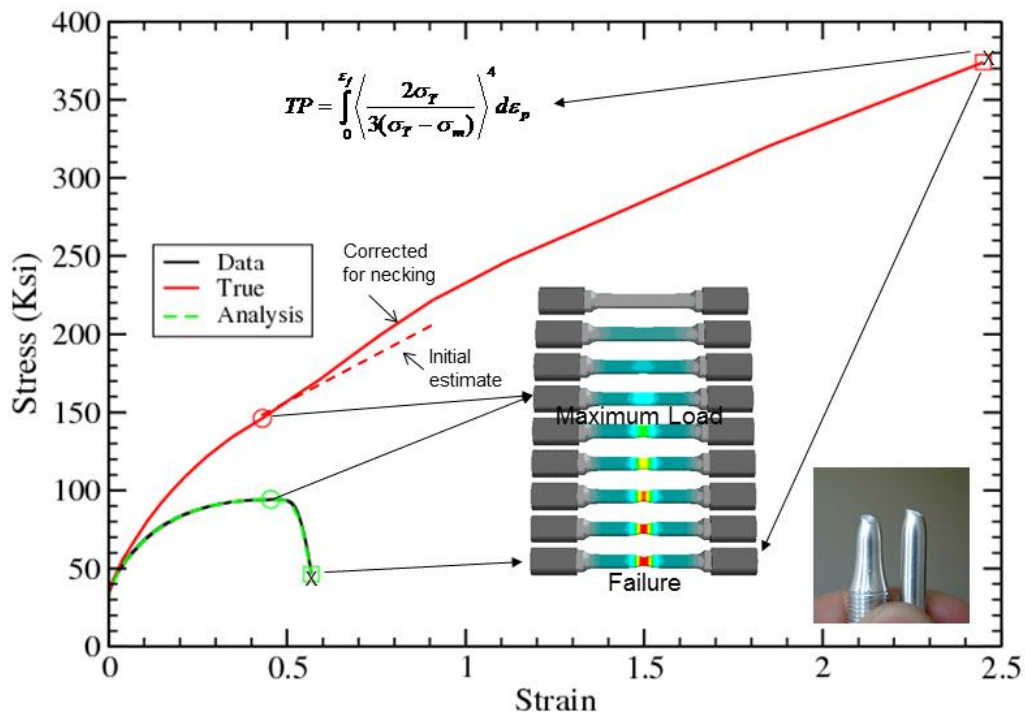 400
350
300
250
200
150
100
50
0
Stress (Ksi)
0
0.5
1
1.5
2
2.5
Strain
TP = ∫₀^εf ⟨ 2σT / 3(σT − σm) ⟩⁴ dεp
Data
True
Analysis
Corrected
for necking
Initial
estimate
Maximum Load
Failure
X
X